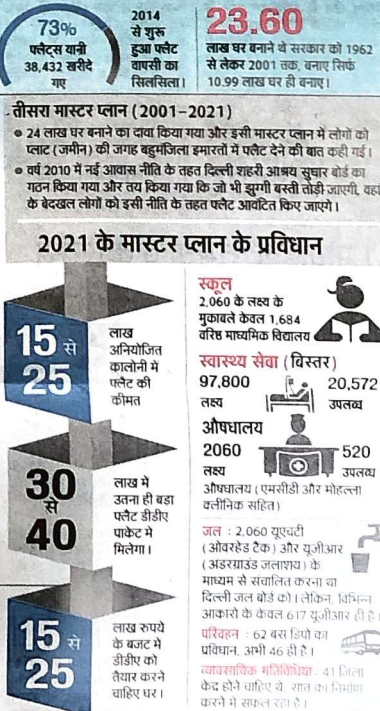 73%
फ्लैट्स यानी
38,432 खरीदे
गए
2014
से शुरू
हुआ फ्लैट
वापसी का
सिलसिला।
23.60
लाख घर बनाने थे सरकार को 1962
से लेकर 2001 तक, बनाए सिर्फ
10.99 लाख घर ही बनाए।
तीसरा मास्टर प्लान (2001-2021)
● 24 लाख घर बनाने का दावा किया गया और इसी मास्टर प्लान में लोगों को
प्लाट (जमीन) की जगह बहुमंजिला इमारतों में फ्लैट देने की बात कही गई।
● वर्ष 2010 में नई आवास नीति के तहत दिल्ली शहरी आश्रय सुधार बोर्ड का
गठन किया गया और तय किया गया कि जो भी झुग्गी बस्ती तोड़ी जाएगी, वहा
के बेदखल लोगों को इसी नीति के तहत फ्लैट आवंटित किए जाएगे।
2021 के मास्टर प्लान के प्रविधान
15 से
25
लाख
अनियोजित
कालोनी में
फ्लैट की
कीमत
30
से
40
लाख मे
उतना ही बड़ा
फ्लैट डीडीए
पाकेट मे
मिलेगा।
15 से
25
लाख रुपये
के बजट मे
डीडीए को
तैयार करने
चाहिए घर।
स्कूल
2,060 के लक्ष्य के
मुकाबले केवल 1,684
वरिष्ठ माध्यमिक विद्यालय
स्वास्थ्य सेवा (बिस्तर)
97,800
लक्ष्य
20,572
उपलब्ध
औषधालय
2060
लक्ष्य
520
उपलब्ध
औषधालय (एमसीडी और मोहल्ला
क्लीनिक सहित)
जल : 2,060 यूएचटी
(ओवरहेड टैक) और यूजीआर
(अडरग्राउंड जलाशय) के
माध्यम से संचालित करना था
दिल्ली जल बोर्ड को। लेकिन, विभिन्न
आकारो के केवल 617 यूजीआर ही है।
परिवहन : 62 बस डिपो का
प्रविधान, अभी 46 ही है।
व्यावसायिक गतिविधिया : 41 जिला
केद्र होने चाहिए थे, सात का निर्माण
करने मे सफल रहा है।